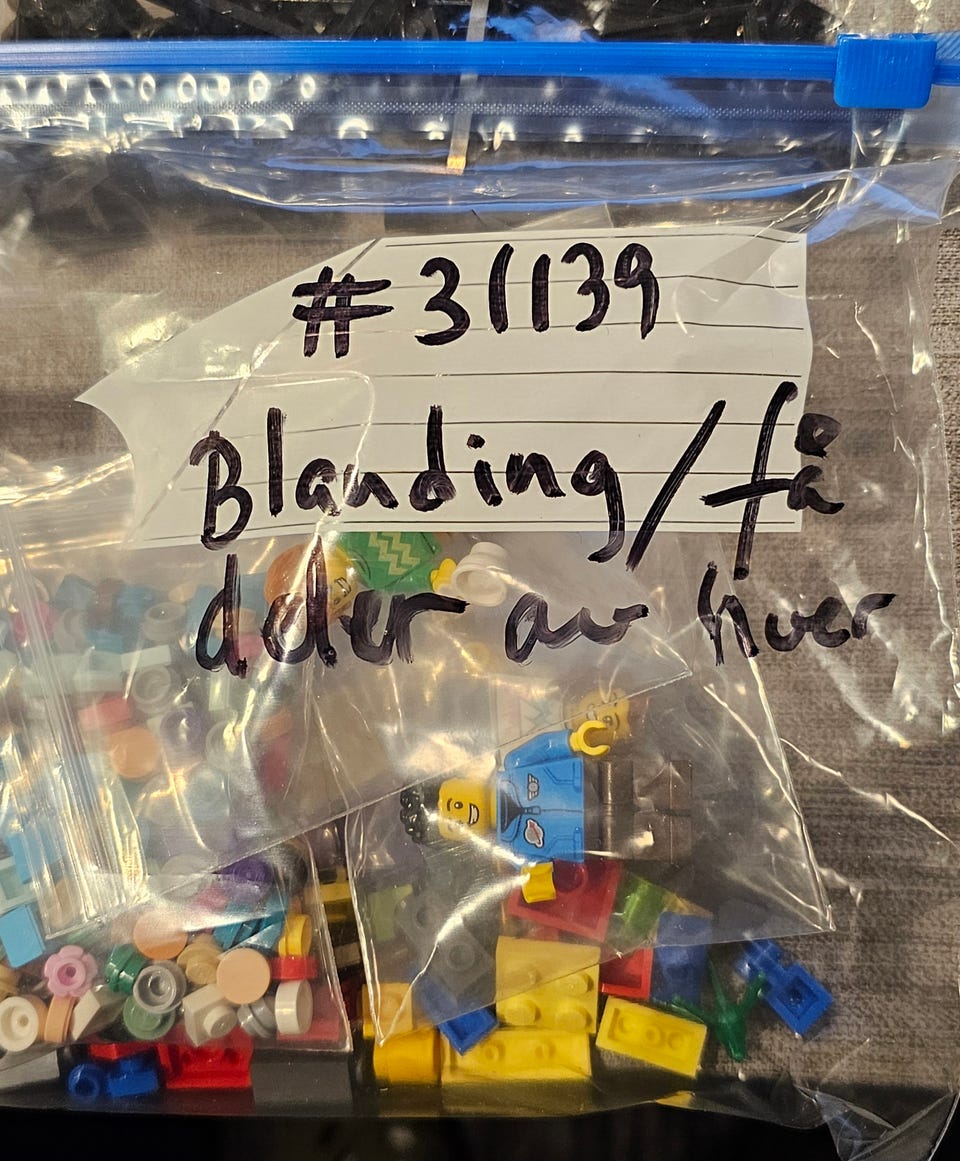 # 31139
Blanding/få
deler av hver